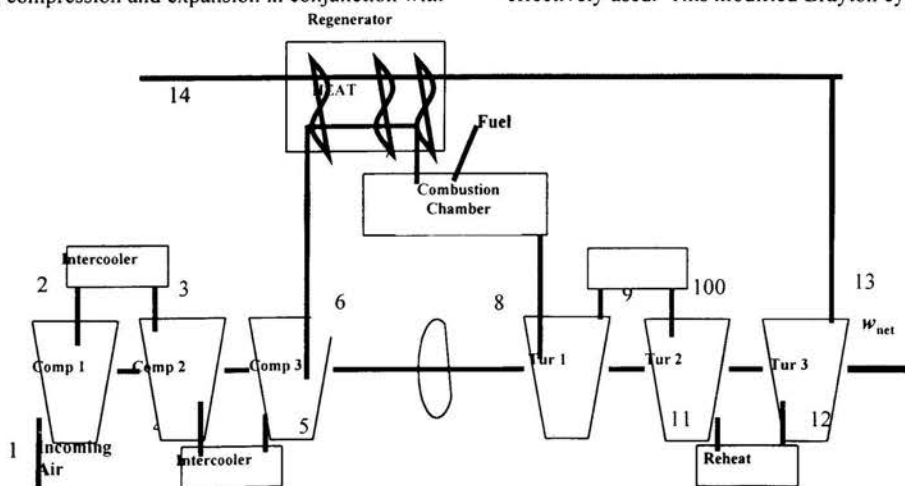 compression and expansion in conjunction with
effectively used. This modified Brayton cy
Regenerator
14
HEAT
Fuel
Combustion
Chamber
Intercooler
2
3
6
8
9
100
13
w_net
Comp 1
Comp 2
Comp 3
Tur 1
Tur 2
Tur 3
5
11
12
1
Incoming
Air
Intercooler
Reheat